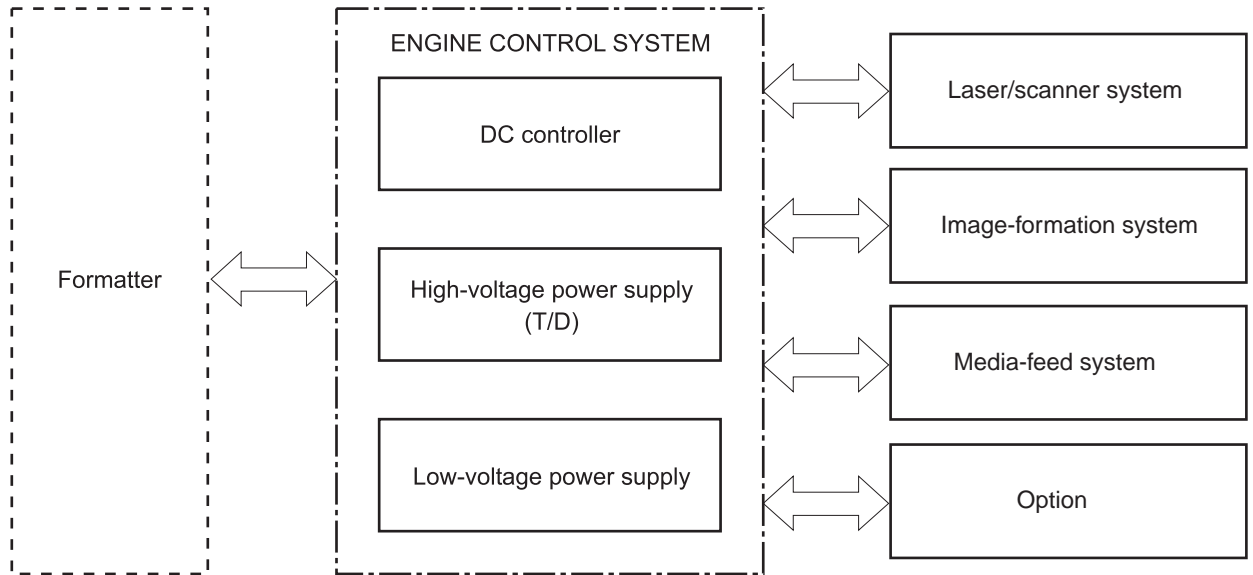 Formatter
ENGINE CONTROL SYSTEM
DC controller
High-voltage power supply
(T/D)
Low-voltage power supply
Laser/scanner system
Image-formation system
Media-feed system
Option